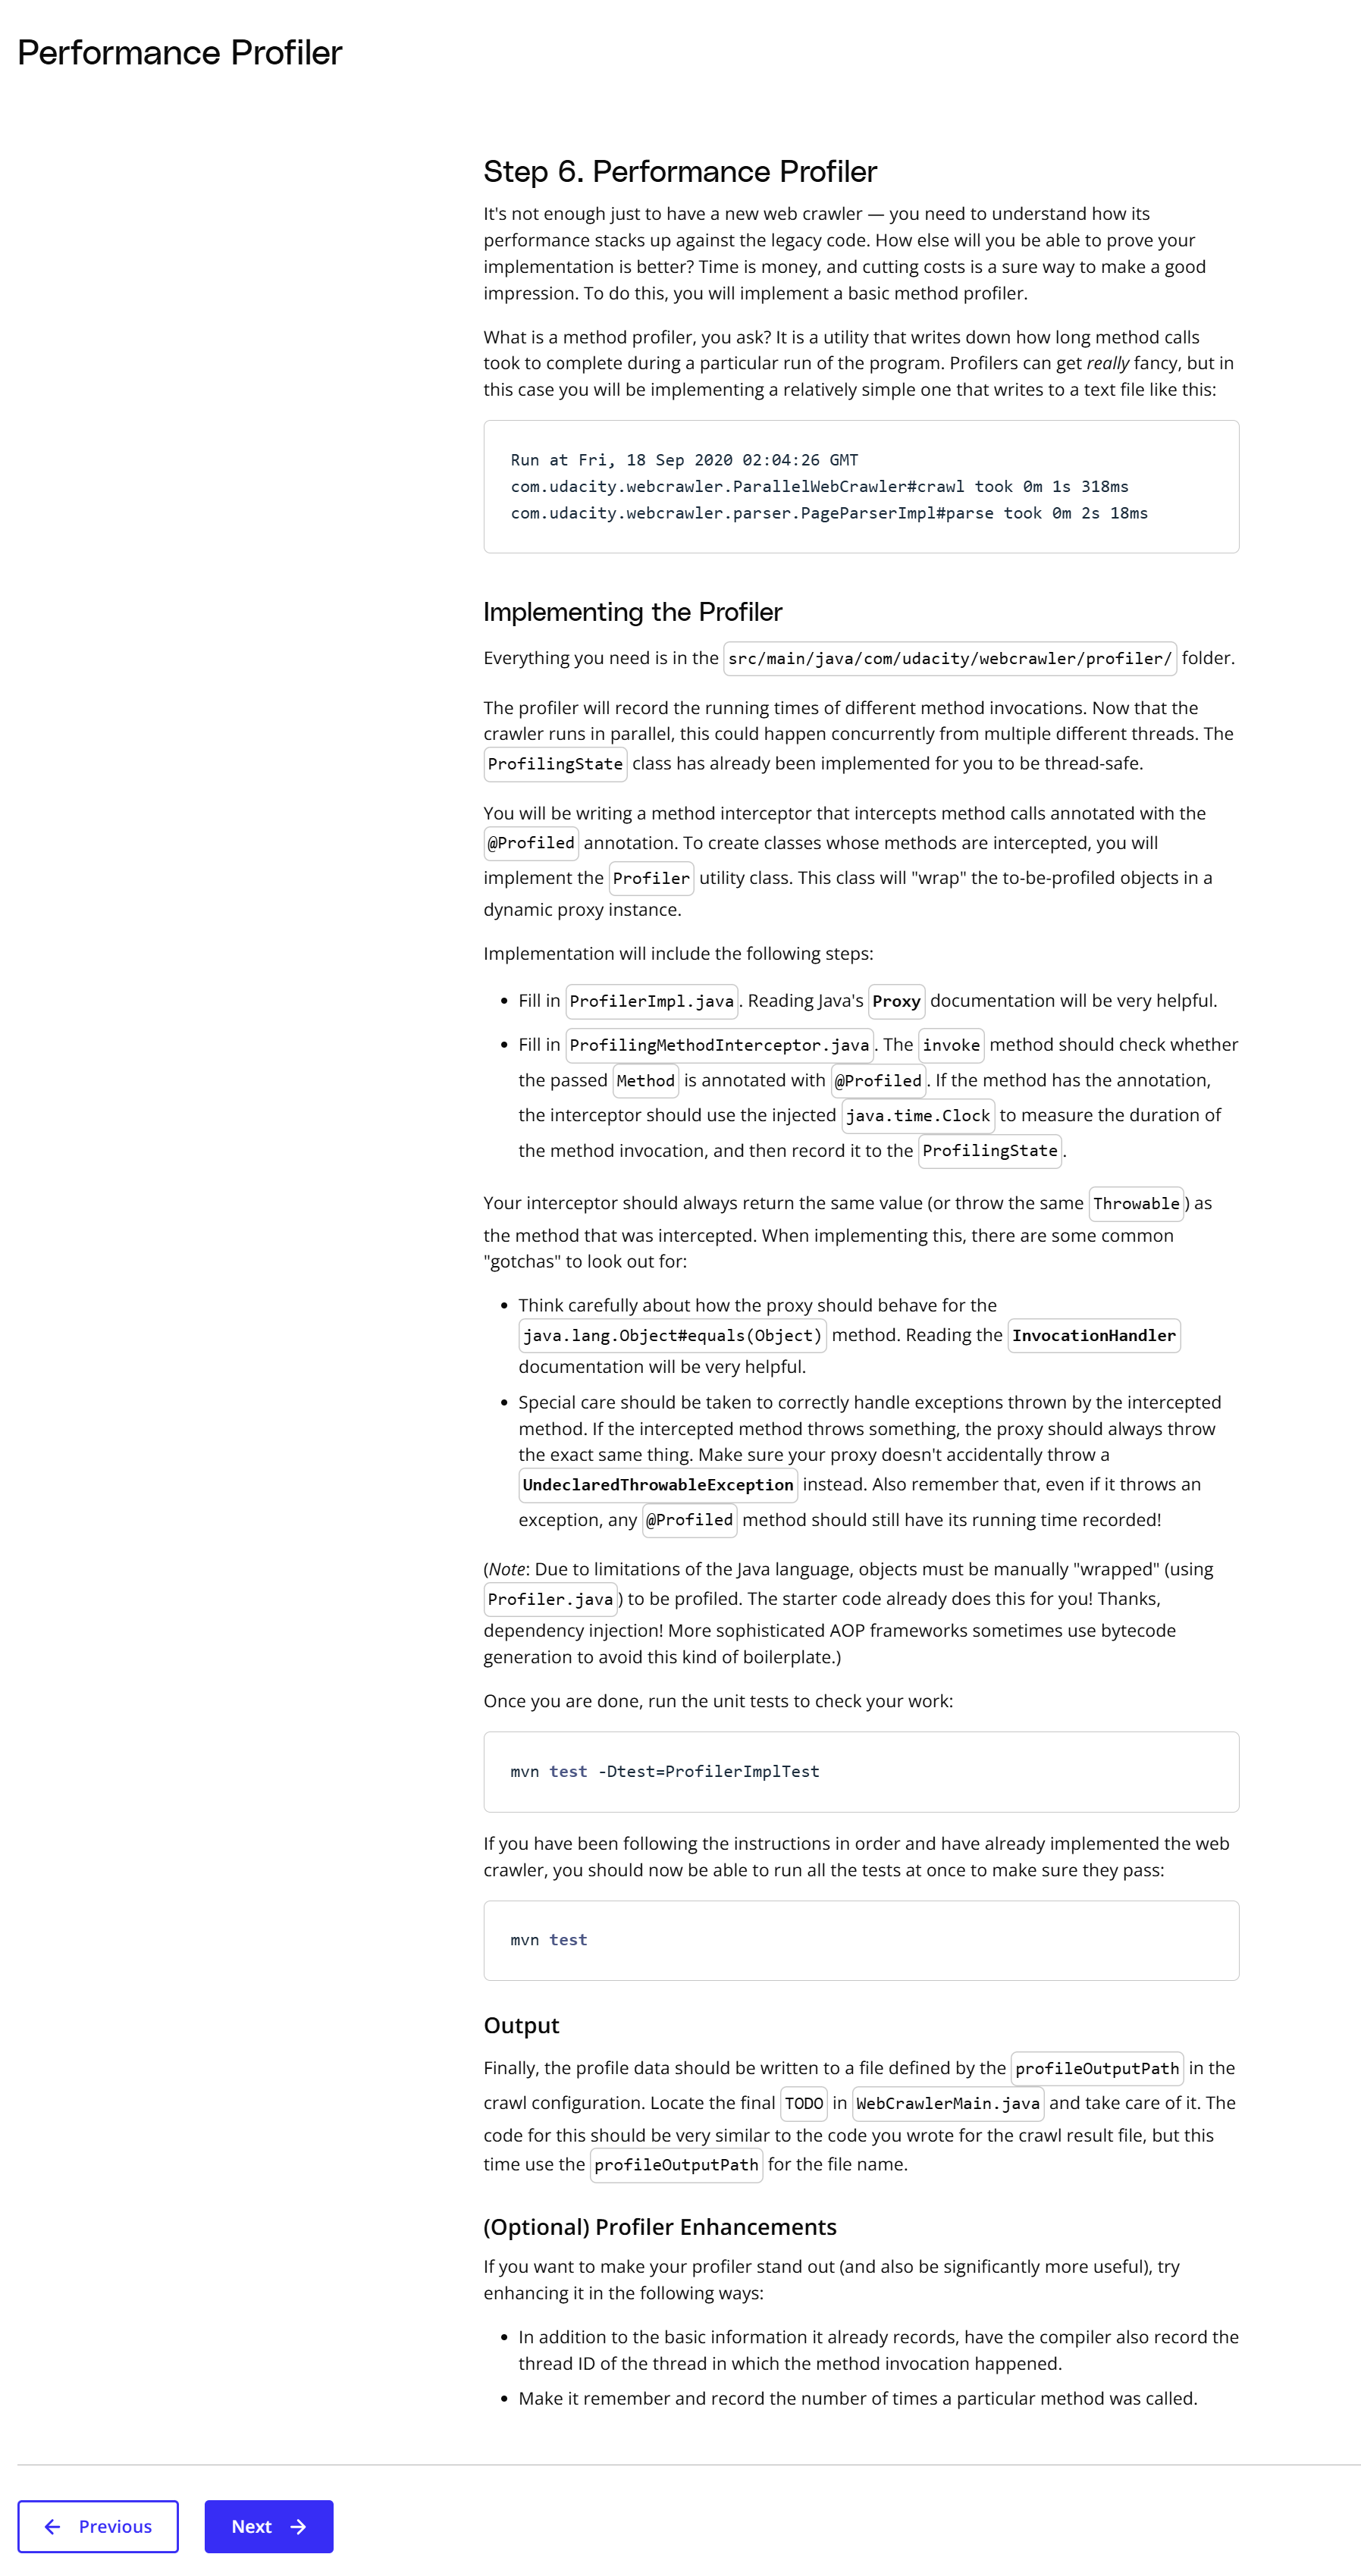 Performance Profiler
Step 6. Performance Profiler
It's not enough just to have a new web crawler — you need to understand how its
performance stacks up against the legacy code. How else will you be able to prove your
implementation is better? Time is money, and cutting costs is a sure way to make a good
impression. To do this, you will implement a basic method profiler.
What is a method profiler, you ask? It is a utility that writes down how long method calls
took to complete during a particular run of the program. Profilers can get really fancy, but in
this case you will be implementing a relatively simple one that writes to a text file like this:
Run at Fri, 18 Sep 2020 02:04:26 GMT
com.udacity.webcrawler.ParallelWebCrawler#crawl took 0m 1s 318ms
com.udacity.webcrawler.parser.PageParserImpl#parse took 0m 2s 18ms
Implementing the Profiler
Everything you need is in the src/main/java/com/udacity/webcrawler/profiler/ folder.
The profiler will record the running times of different method invocations. Now that the
crawler runs in parallel, this could happen concurrently from multiple different threads. The
ProfilingState class has already been implemented for you to be thread-safe.
You will be writing a method interceptor that intercepts method calls annotated with the
@Profiled annotation. To create classes whose methods are intercepted, you will
implement the Profiler utility class. This class will "wrap" the to-be-profiled objects in a
dynamic proxy instance.
Implementation will include the following steps:
• Fill in ProfilerImpl.java. Reading Java's Proxy documentation will be very helpful.
• Fill in ProfilingMethodInterceptor.java. The invoke method should check whether
the passed Method is annotated with @Profiled. If the method has the annotation,
the interceptor should use the injected java.time.Clock to measure the duration of
the method invocation, and then record it to the ProfilingState.
Your interceptor should always return the same value (or throw the same Throwable) as
the method that was intercepted. When implementing this, there are some common
"gotchas" to look out for:
• Think carefully about how the proxy should behave for the
java.lang.Object#equals(Object) method. Reading the InvocationHandler
documentation will be very helpful.
• Special care should be taken to correctly handle exceptions thrown by the intercepted
method. If the intercepted method throws something, the proxy should always throw
the exact same thing. Make sure your proxy doesn't accidentally throw a
UndeclaredThrowableException instead. Also remember that, even if it throws an
exception, any @Profiled method should still have its running time recorded!
(Note: Due to limitations of the Java language, objects must be manually "wrapped" (using
Profiler.java) to be profiled. The starter code already does this for you! Thanks,
dependency injection! More sophisticated AOP frameworks sometimes use bytecode
generation to avoid this kind of boilerplate.)
Once you are done, run the unit tests to check your work:
mvn test -Dtest=ProfilerImplTest
If you have been following the instructions in order and have already implemented the web
crawler, you should now be able to run all the tests at once to make sure they pass:
mvn test
Output
Finally, the profile data should be written to a file defined by the profileOutputPath in the
crawl configuration. Locate the final TODO in WebCrawlerMain.java and take care of it. The
code for this should be very similar to the code you wrote for the crawl result file, but this
time use the profileOutputPath for the file name.
(Optional) Profiler Enhancements
If you want to make your profiler stand out (and also be significantly more useful), try
enhancing it in the following ways:
• In addition to the basic information it already records, have the compiler also record the
thread ID of the thread in which the method invocation happened.
• Make it remember and record the number of times a particular method was called.
← Previous
Next →